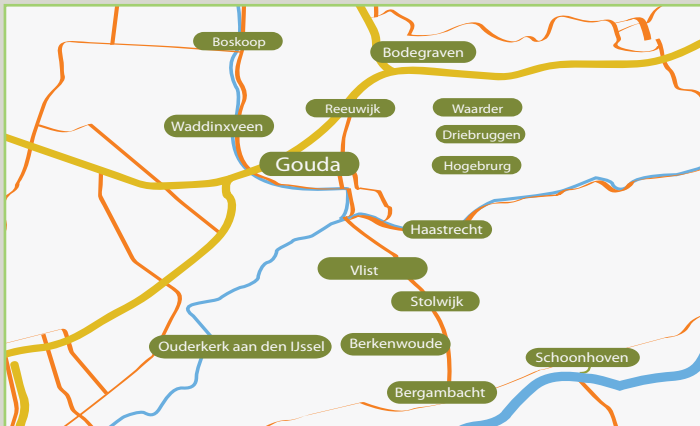 Boskoop
Bodegraven
Reeuwijk
Waarder
Waddinxveen
Driebruggen
Gouda
Hogebrurg
Haastrecht
Vlist
Stolwijk
Ouderkerk aan den IJssel
Berkenwoude
Schoonhoven
Bergambacht